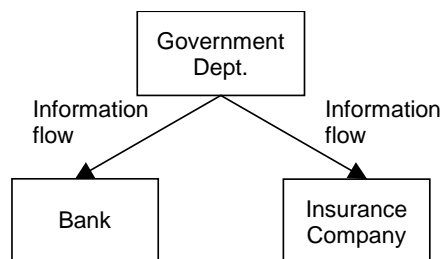 Government
Dept.
Information
flow
Information
flow
Bank
Insurance
Company